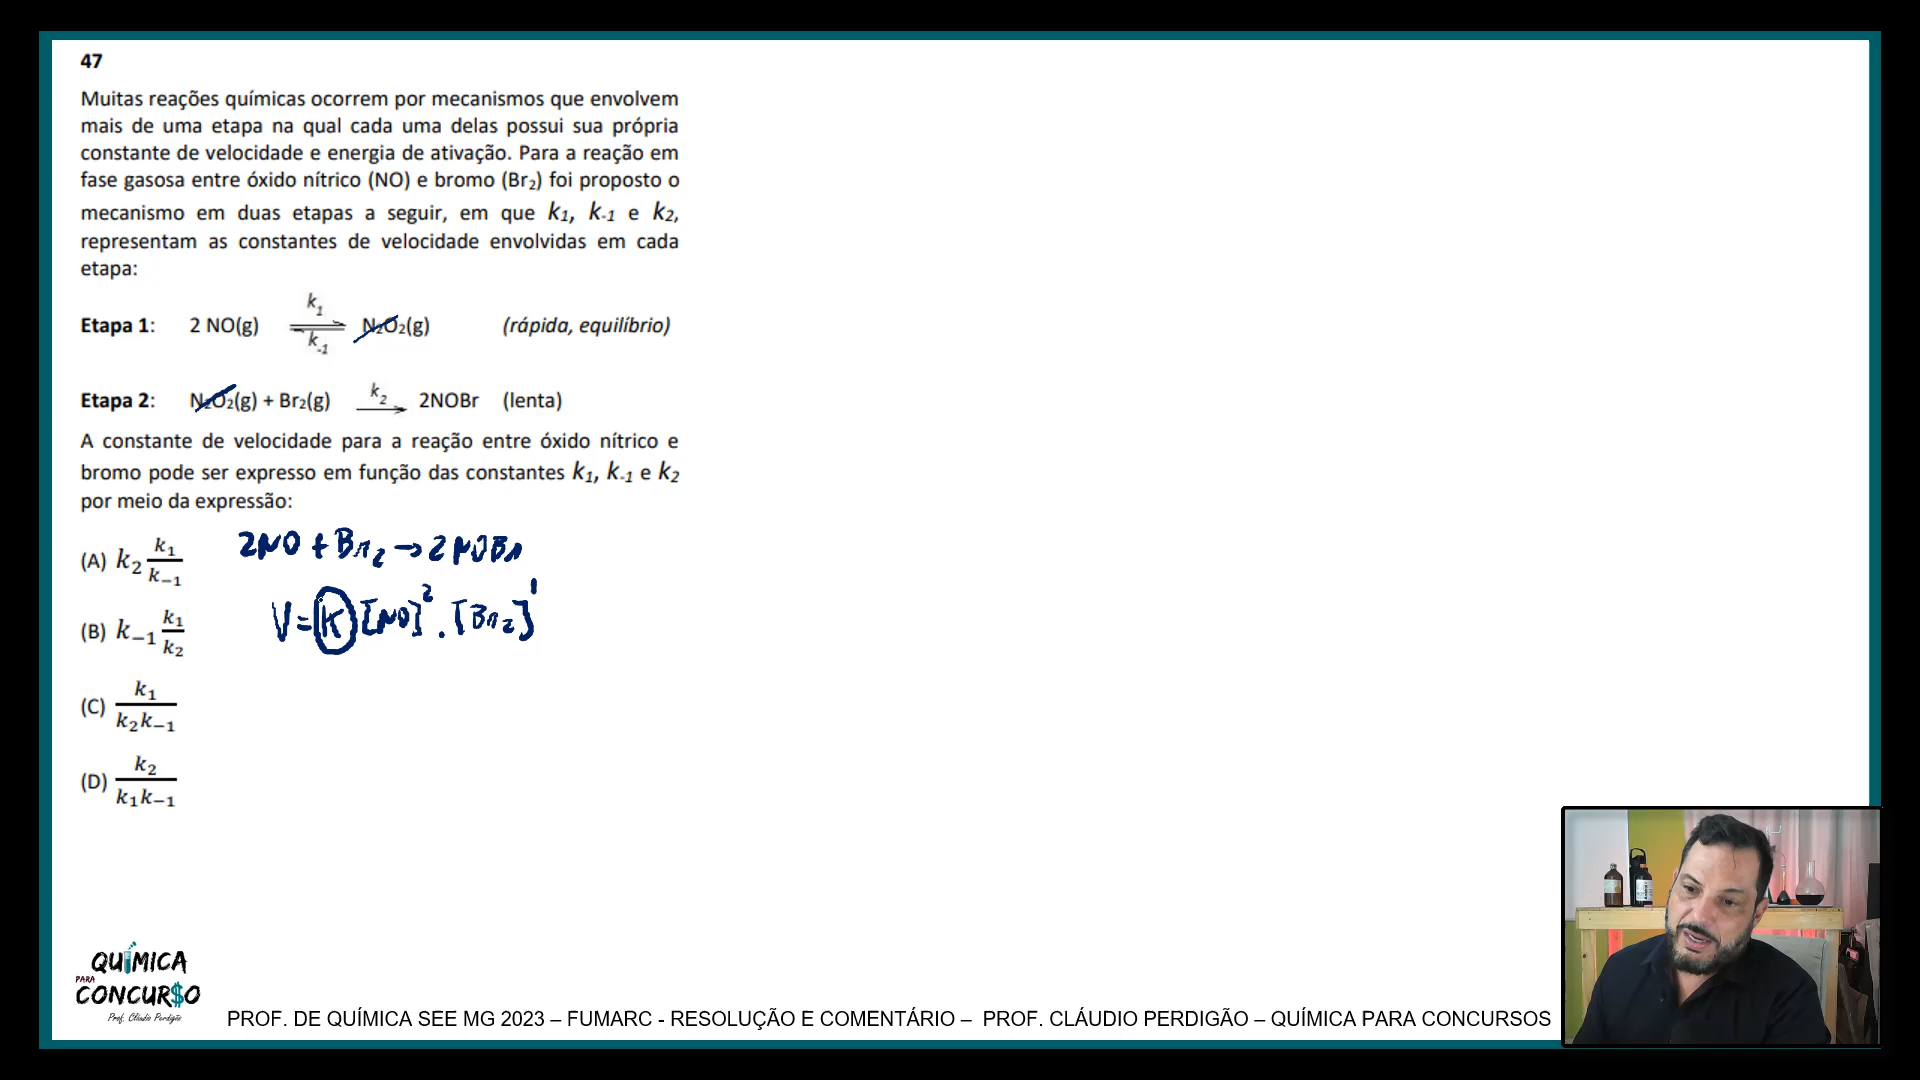 47
Muitas reações químicas ocorrem por mecanismos que envolvem
mais de uma etapa na qual cada uma delas possui sua própria
constante de velocidade e energia de ativação. Para a reação em
fase gasosa entre óxido nítrico (NO) e bromo (Br₂) foi proposto o
mecanismo em duas etapas a seguir, em que k₁, k₋₁ e k₂,
representam as constantes de velocidade envolvidas em cada
etapa:
k₁
Etapa 1: 2 NO(g) ⇌ N₂O₂(g) (rápida, equilíbrio)
k₋₁
k₂
Etapa 2: N₂O₂(g) + Br₂(g) → 2NOBr (lenta)
A constante de velocidade para a reação entre óxido nítrico e
bromo pode ser expresso em função das constantes k₁, k₋₁ e k₂
por meio da expressão:
2NO + Br₂ → 2NOBr
(A) k₂ k₁/k₋₁
V = K [NO]² . [Br₂]¹
(B) k₋₁ k₁/k₂
(C) k₁/k₂k₋₁
(D) k₂/k₁k₋₁
QUÍMICA
PARA
CONCUR$O
Prof. Cláudio Perdigão
PROF. DE QUÍMICA SEE MG 2023 – FUMARC - RESOLUÇÃO E COMENTÁRIO – PROF. CLÁUDIO PERDIGÃO – QUÍMICA PARA CONCURSOS